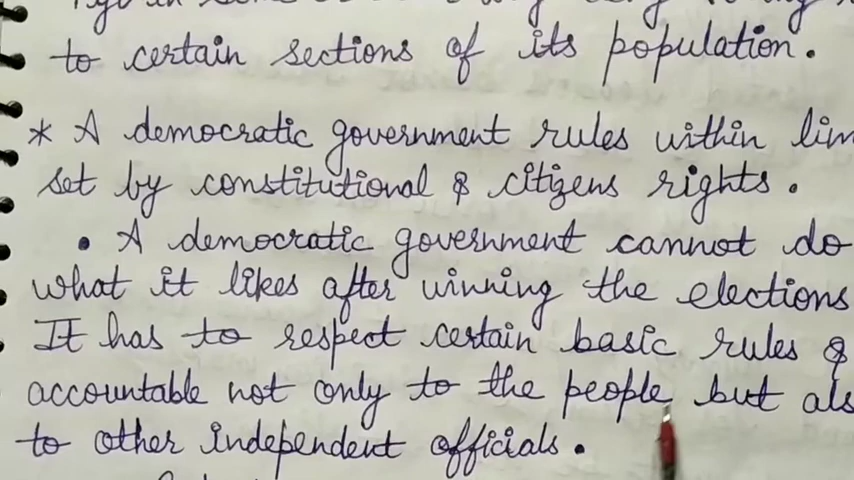 to certain sections of its population.
* A democratic government rules within
set by constitutional & citizens rights.
• A democratic government cannot do
what it likes after winning the elections
It has to respect certain basic rules &
accountable not only to the people but
to other independent officials.